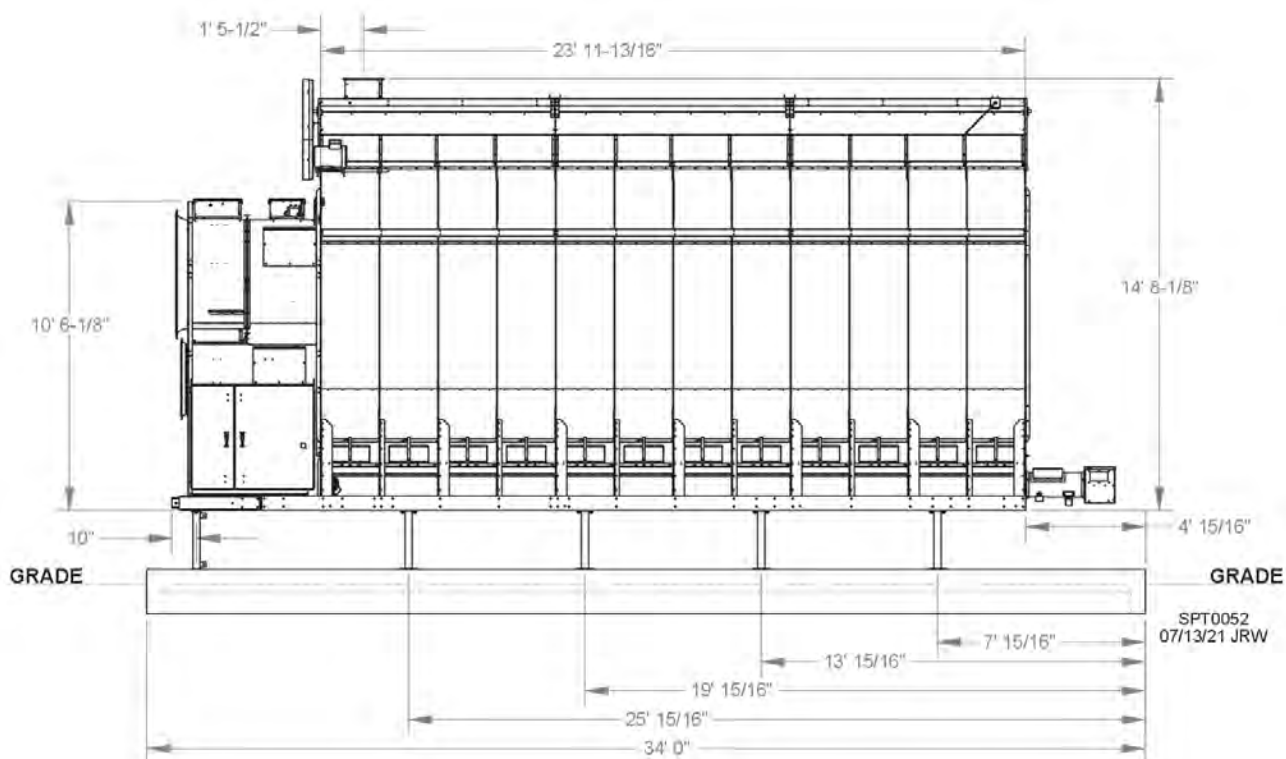 1' 5-1/2"
23' 11-13/16"
14' 8-1/8"
10' 6-1/8"
10"
4' 15/16"
GRADE
GRADE
SPT0052
07/13/21 JRW
7' 15/16"
13' 15/16"
19' 15/16"
25' 15/16"
34' 0"